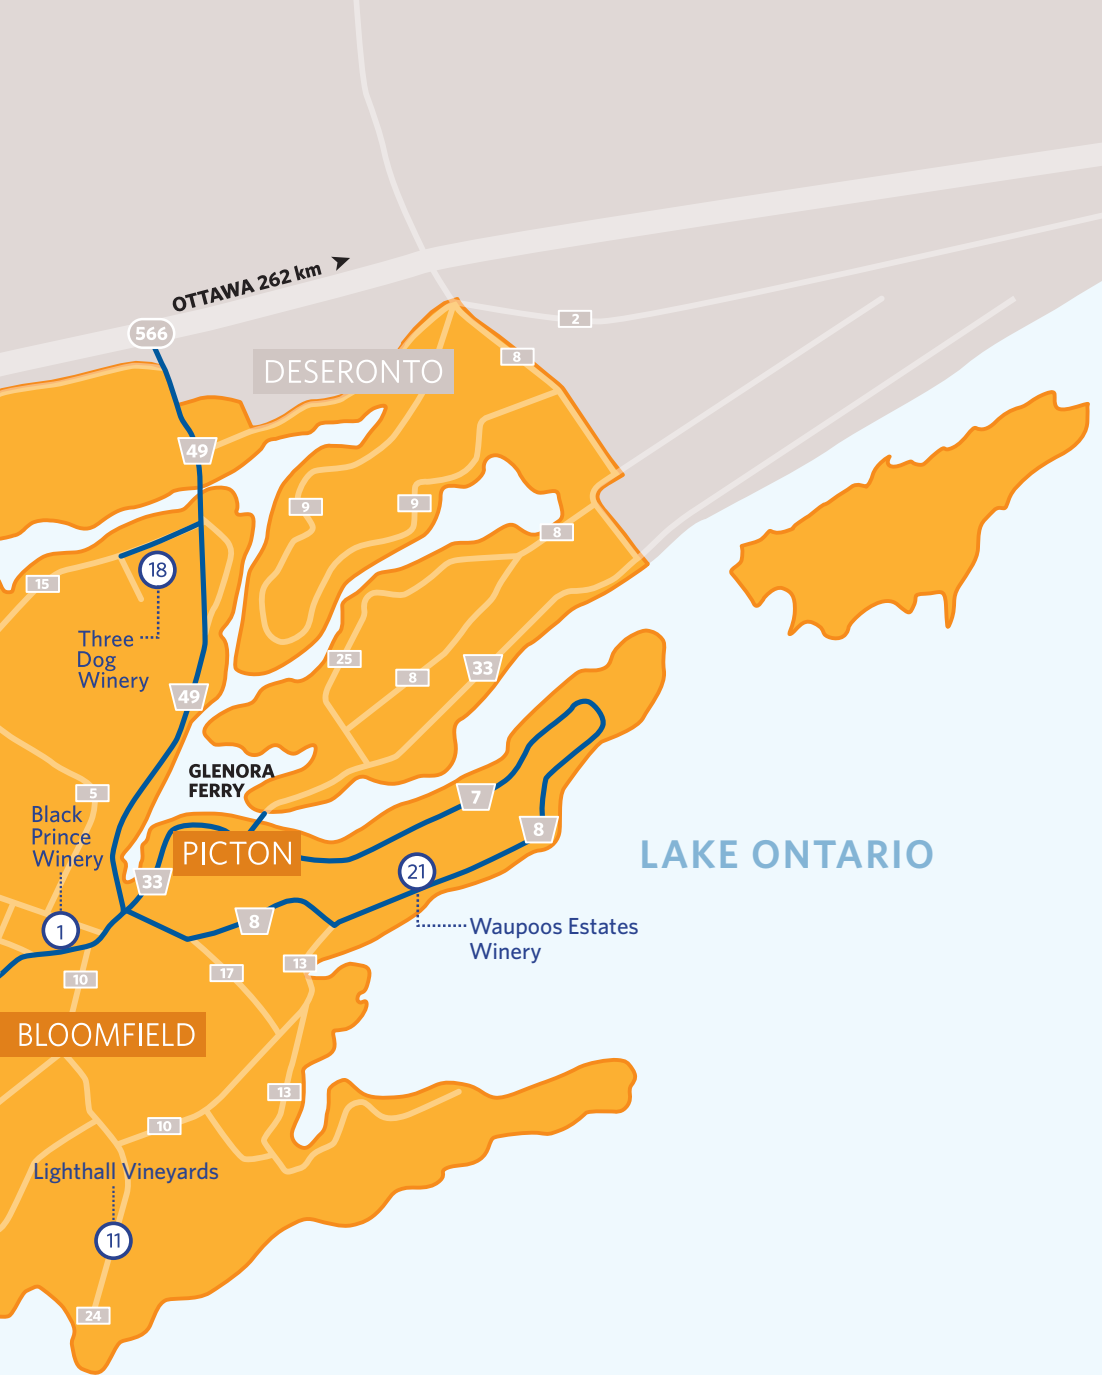 OTTAWA 262 km
566
2
DESERONTO
8
49
9
9
8
18
15
Three
Dog
Winery
25
8
33
49
GLENORA
FERRY
5
7
Black
Prince
Winery
8
LAKE ONTARIO
PICTON
33
21
1
8
Waupoos Estates
Winery
13
17
10
BLOOMFIELD
13
10
Lighthall Vineyards
11
24